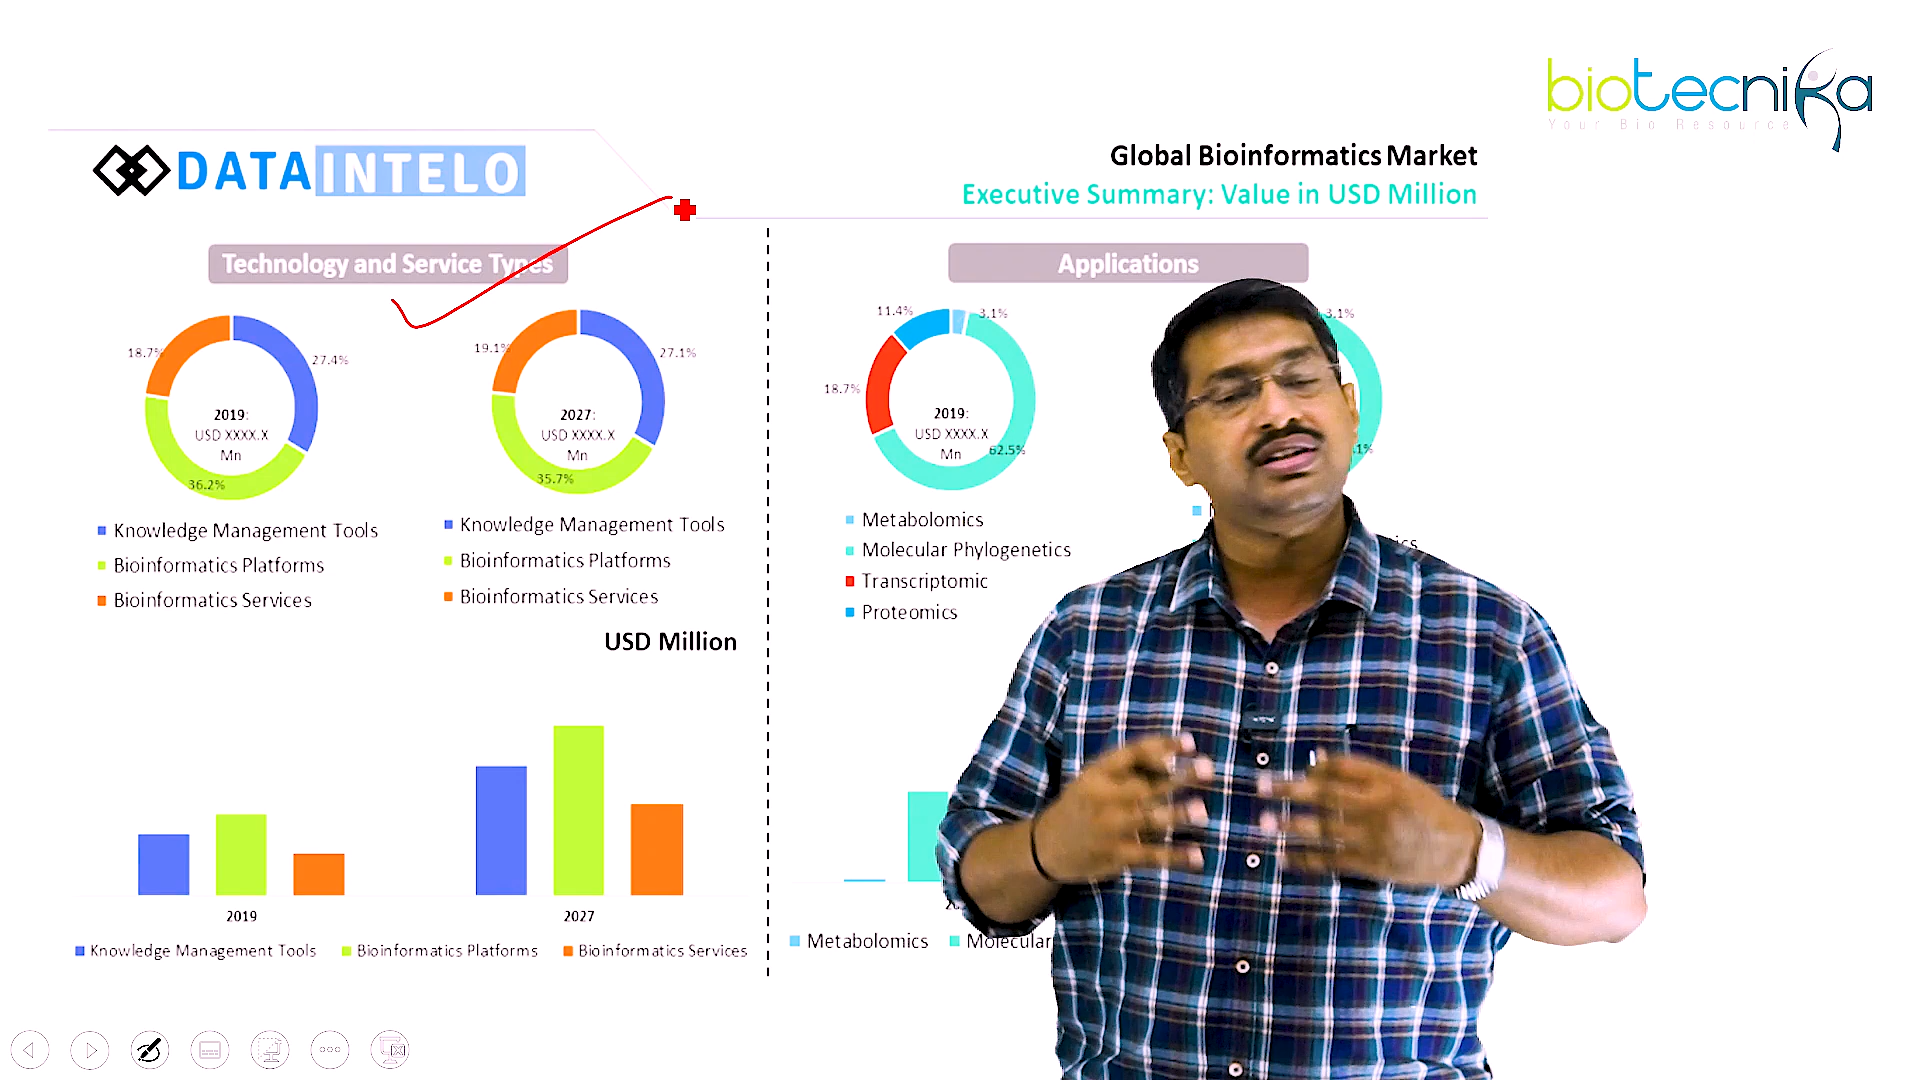 biotecnika
Your Bio Resource
DATA INTELO
Global Bioinformatics Market
Executive Summary: Value in USD Million
Technology and Service Types
18.7%
27.4%
2019:
USD XXXX.X
Mn
36.2%
Knowledge Management Tools
Bioinformatics Platforms
Bioinformatics Services
19.1%
27.1%
2027:
USD XXXX.X
Mn
35.7%
Knowledge Management Tools
Bioinformatics Platforms
Bioinformatics Services
USD Million
2019
2027
Knowledge Management Tools
Bioinformatics Platforms
Bioinformatics Services
Applications
11.4%
3.1%
18.7%
2019:
USD XXXX.X
Mn
62.5%
Metabolomics
Molecular Phylogenetics
Transcriptomic
Proteomics
3.1%
Metabolomics
Molecular